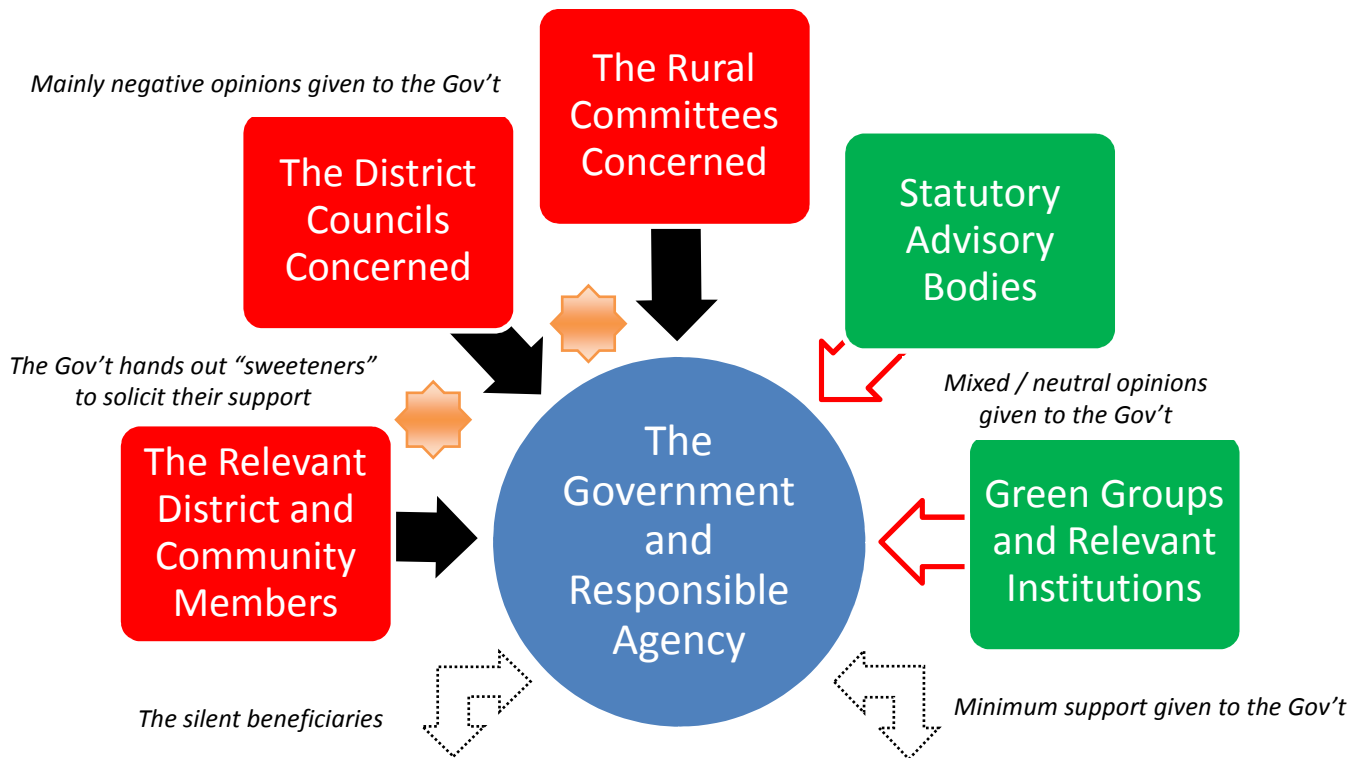 Mainly negative opinions given to the Gov’t
The Rural
Committees
Concerned
The District
Councils
Concerned
Statutory
Advisory
Bodies
The Gov’t hands out “sweeteners”
to solicit their support
Mixed / neutral opinions
given to the Gov’t
The Relevant
District and
Community
Members
The
Government
and
Responsible
Agency
Green Groups
and Relevant
Institutions
The silent beneficiaries
Minimum support given to the Gov’t